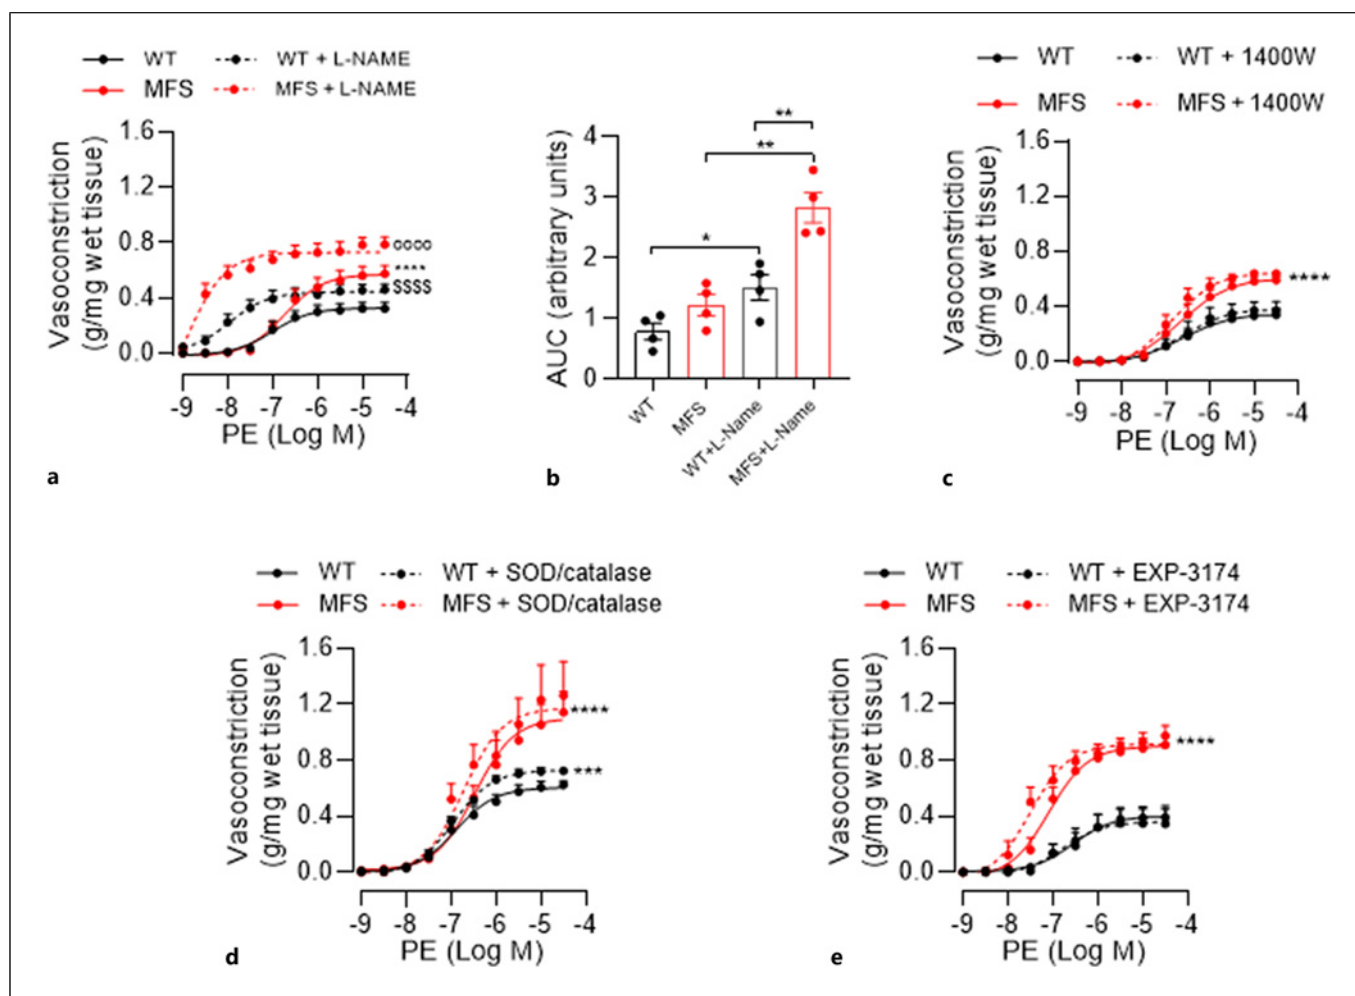 WT WT + L-NAME
MFS MFS + L-NAME
1.6
1.2
0.8
0.4
0.0
Vasoconstriction
(g/mg wet tissue)
oooo
****
$$$$
-9 -8 -7 -6 -5 -4
PE (Log M)
a
**
**
*
4
3
2
1
0
AUC (arbitrary units)
WT
MFS
WT+L-Name
MFS+L-Name
b
WT WT + 1400W
MFS MFS + 1400W
1.6
1.2
0.8
0.4
0.0
Vasoconstriction
(g/mg wet tissue)
****
-9 -8 -7 -6 -5 -4
PE (Log M)
c
WT WT + SOD/catalase
MFS MFS + SOD/catalase
1.6
1.2
0.8
0.4
0.0
Vasoconstriction
(g/mg wet tissue)
****
***
-9 -8 -7 -6 -5 -4
PE (Log M)
d
WT WT + EXP-3174
MFS MFS + EXP-3174
1.6
1.2
0.8
0.4
0.0
Vasoconstriction
(g/mg wet tissue)
****
-9 -8 -7 -6 -5 -4
PE (Log M)
e